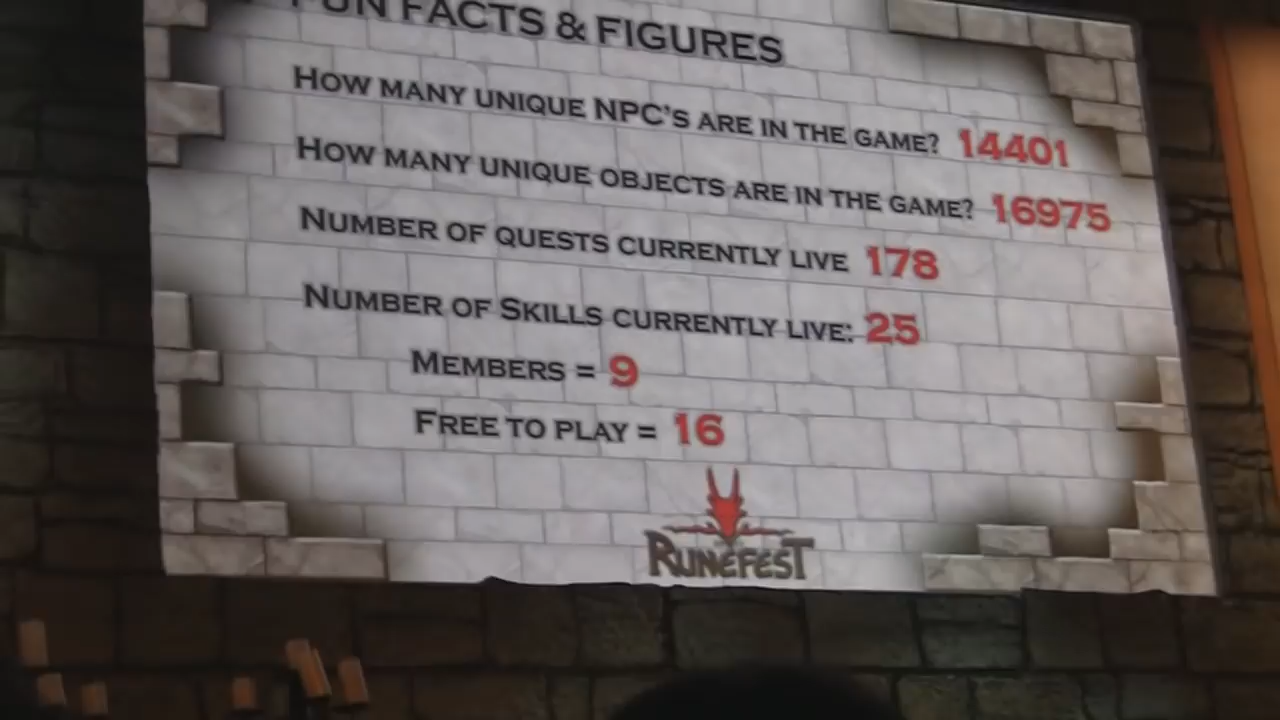 FUN FACTS & FIGURES
HOW MANY UNIQUE NPC'S ARE IN THE GAME? 14401
HOW MANY UNIQUE OBJECTS ARE IN THE GAME? 16975
NUMBER OF QUESTS CURRENTLY LIVE 178
NUMBER OF SKILLS CURRENTLY LIVE: 25
MEMBERS = 9
FREE TO PLAY = 16
RUNEFEST